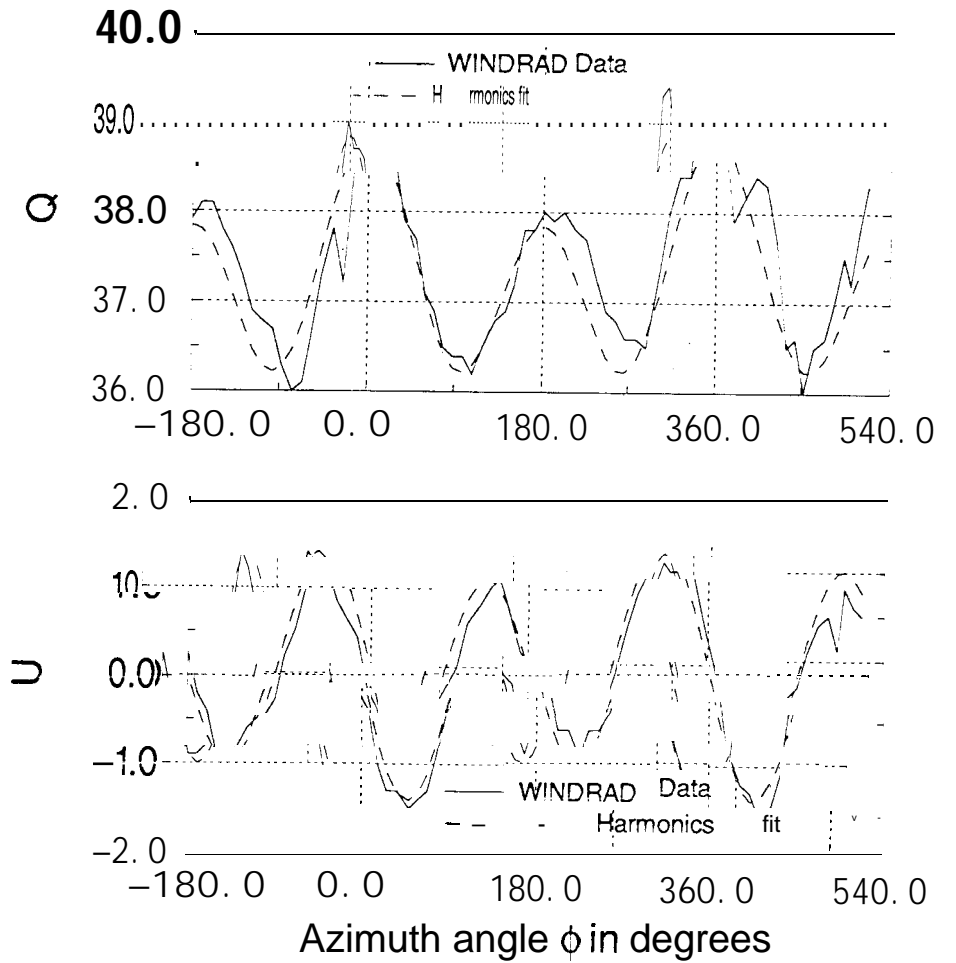 40.0
WINDRAD Data
H rmonics fit
39.0
Q
38.0
37.0
36.0
−180.0 0.0 180.0 360.0 540.0
2.0
U
0.0
−1.0
WINDRAD Data
Harmonics fit
−2.0
−180.0 0.0 180.0 360.0 540.0
Azimuth angle ϕ in degrees